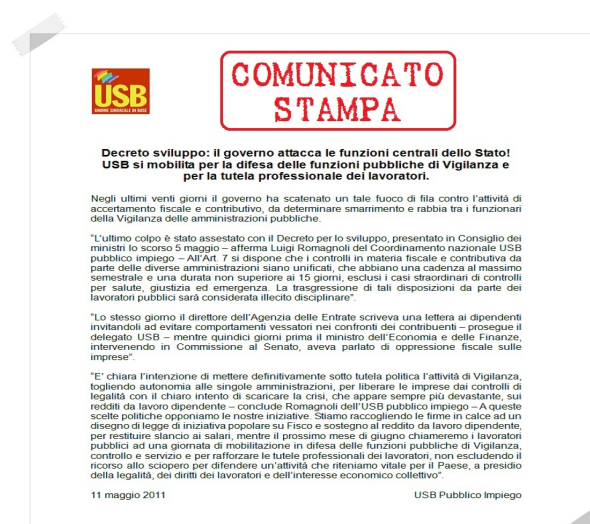 USB
UNIONE SINDACALE DI BASE
COMUNICATO
STAMPA
Decreto sviluppo: il governo attacca le funzioni centrali dello Stato!
USB si mobilita per la difesa delle funzioni pubbliche di Vigilanza e
per la tutela professionale dei lavoratori.
Negli ultimi venti giorni il governo ha scatenato un tale fuoco di fila contro l'attività di
accertamento fiscale e contributivo, da determinare smarrimento e rabbia tra i funzionari
della Vigilanza delle amministrazioni pubbliche.
"L'ultimo colpo è stato assestato con il Decreto per lo sviluppo, presentato in Consiglio dei
ministri lo scorso 5 maggio – afferma Luigi Romagnoli del Coordinamento nazionale USB
pubblico impiego – All'Art. 7 si dispone che i controlli in materia fiscale e contributiva da
parte delle diverse amministrazioni siano unificati, che abbiano una cadenza al massimo
semestrale e una durata non superiore ai 15 giorni, esclusi i casi straordinari di controlli
per salute, giustizia ed emergenza. La trasgressione di tali disposizioni da parte dei
lavoratori pubblici sarà considerata illecito disciplinare".
"Lo stesso giorno il direttore dell'Agenzia delle Entrate scriveva una lettera ai dipendenti
invitandoli ad evitare comportamenti vessatori nei confronti dei contribuenti – prosegue il
delegato USB – mentre quindici giorni prima il ministro dell'Economia e delle Finanze,
intervenendo in Commissione al Senato, aveva parlato di oppressione fiscale sulle
imprese".
"E' chiara l'intenzione di mettere definitivamente sotto tutela politica l'attività di Vigilanza,
togliendo autonomia alle singole amministrazioni, per liberare le imprese dai controlli di
legalità con il chiaro intento di scaricare la crisi, che appare sempre più devastante, sui
redditi da lavoro dipendente – conclude Romagnoli dell'USB pubblico impiego – A queste
scelte politiche opponiamo le nostre iniziative. Stiamo raccogliendo le firme in calce ad un
disegno di legge di iniziativa popolare su Fisco e sostegno al reddito da lavoro dipendente,
per restituire slancio ai salari, mentre il prossimo mese di giugno chiameremo i lavoratori
pubblici ad una giornata di mobilitazione in difesa delle funzioni pubbliche di Vigilanza,
controllo e servizio e per rafforzare le tutele professionali dei lavoratori, non escludendo il
ricorso allo sciopero per difendere un'attività che riteniamo vitale per il Paese, a presidio
della legalità, dei diritti dei lavoratori e dell'interesse economico collettivo".
11 maggio 2011 USB Pubblico Impiego